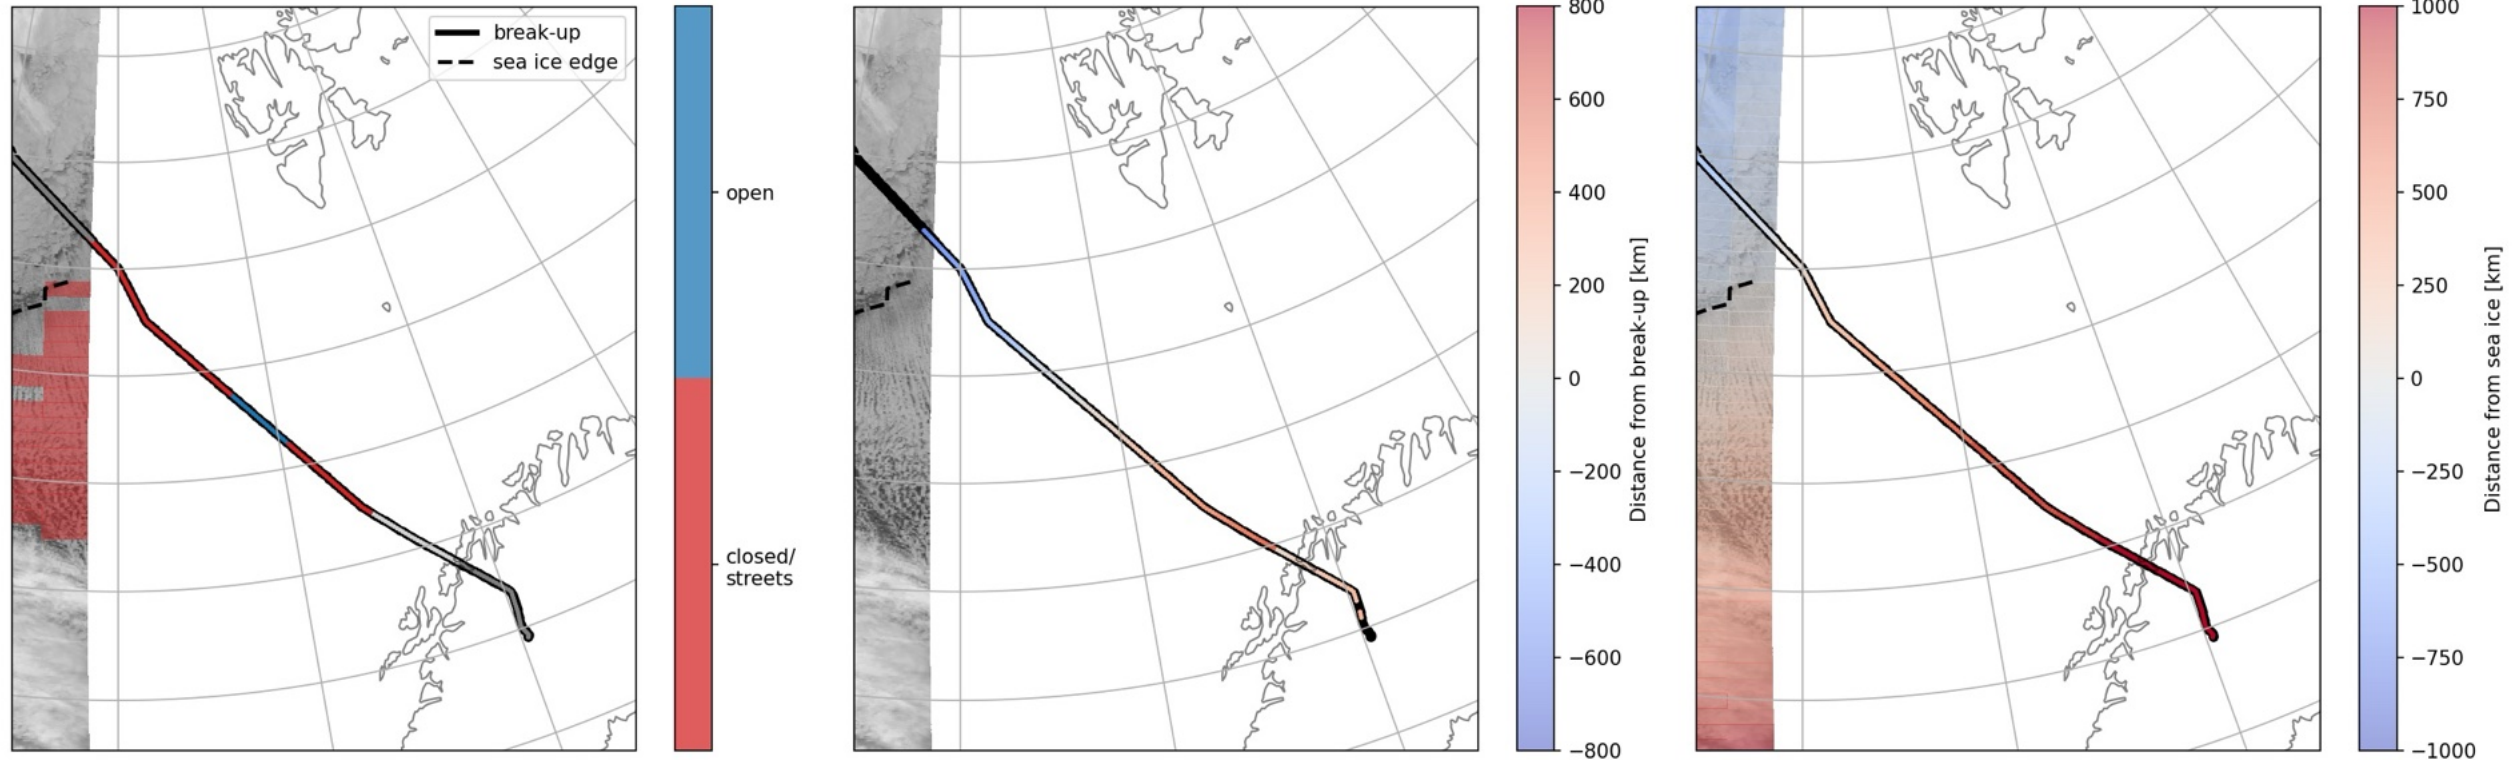 break-up
sea ice edge
open
closed/
streets
800
600
400
200
0
−200
−400
−600
−800
Distance from break-up [km]
1000
750
500
250
0
−250
−500
−750
−1000
Distance from sea ice [km]